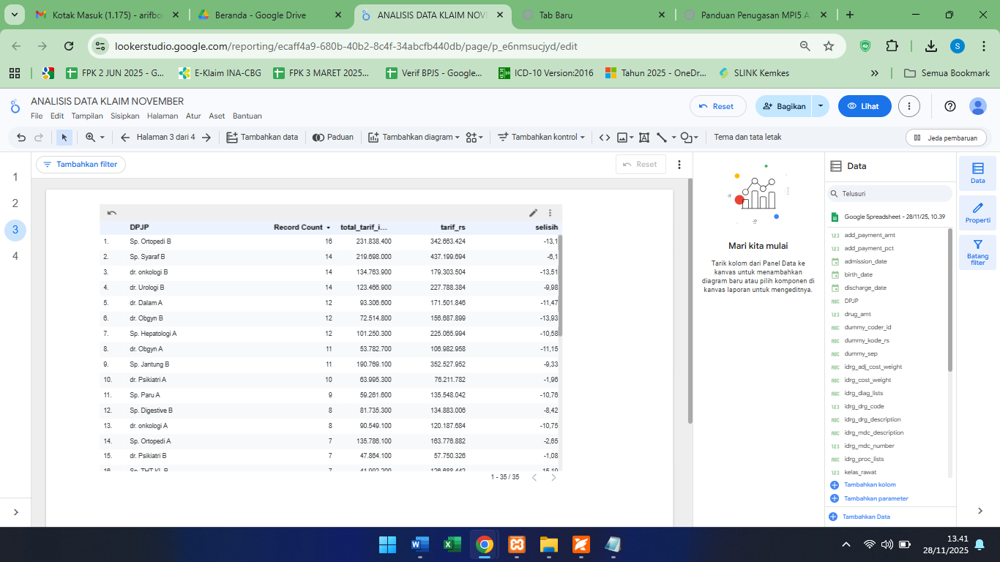 Kotak Masuk (1.175) - arifbo
Beranda - Google Drive
ANALISIS DATA KLAIM NOV
Tab Baru
Panduan Penugasan MPI5 A
lookerstudio.google.com/reporting/ecaff4a9-680b-40b2-8c4f-34abcfb440db/page/p_e6nmsucjyd/edit
S
FPK 2 JUN 2025 - G...
E-Klaim INA-CBG
FPK 3 MARET 2025...
Verif BPJS - Google...
ICD-10 Version:2016
Tahun 2025 - OneDr...
SLINK Kemkes
Semua Bookmark
ANALISIS DATA KLAIM NOVEMBER
File Edit Tampilan Sisipkan Halaman Atur Aset Bantuan
Reset
Bagikan
Lihat
Halaman 3 dari 4
Tambahkan data
Paduan
Tambahkan diagram
Tambahkan kontrol
Tema dan tata letak
Jeda pembaruan
1
2
3
4
Tambahkan filter
Reset
DPJP Record Count total_tarif_i... tarif_rs selisih
1. Sp. Ortopedi B 16 231.838.400 342.663.424 -13,1
2. Sp. Syaraf B 14 219.698.000 437.199.694 -6,1
3. dr. onkologi B 14 134.763.900 179.303.504 -13,51
4. dr. Urologi B 14 123.466.900 227.788.384 -9,98
5. dr. Dalam A 12 93.306.600 171.501.846 -11,47
6. dr. Obgyn B 12 72.514.800 156.687.899 -13,93
7. Sp. Hepatologi A 12 101.250.300 225.065.994 -10,58
8. dr. Obgyn A 11 53.782.700 106.982.958 -11,15
9. Sp. Jantung B 11 190.769.100 352.527.952 -9,33
10. dr. Psikiatri A 10 63.995.300 76.211.782 -1,96
11. Sp. Paru A 9 59.261.600 135.548.042 -10,76
12. Sp. Digestive B 8 81.735.300 134.883.006 -8,42
13. dr. onkologi A 8 90.549.100 120.187.684 -10,75
14. Sp. Ortopedi A 7 135.786.100 163.776.882 -2,65
15. dr. Psikiatri B 7 47.864.100 57.750.326 -1,08
16. Sp. THT KL B 7
1 - 35 / 35
Mari kita mulai
Tarik kolom dari Panel Data ke
kanvas untuk menambahkan
diagram baru atau pilih komponen di
kanvas laporan untuk mengeditnya.
Data
Telusuri
Google Spreadsheet - 28/11/25, 10.39
123 add_payment_amt
123 add_payment_pct
admission_date
birth_date
discharge_date
ABC DPJP
123 drug_amt
ABC dummy_coder_id
ABC dummy_kode_rs
ABC dummy_sep
ABC idrg_adj_cost_weight
ABC idrg_cost_weight
ABC idrg_diag_lists
123 idrg_drg_code
ABC idrg_drg_description
ABC idrg_mdc_description
123 idrg_mdc_number
ABC idrg_proc_lists
123 kelas_rawat
Tambahkan kolom
Tambahkan parameter
Tambahkan Data
Data
Properti
Batang
filter
13.41
28/11/2025